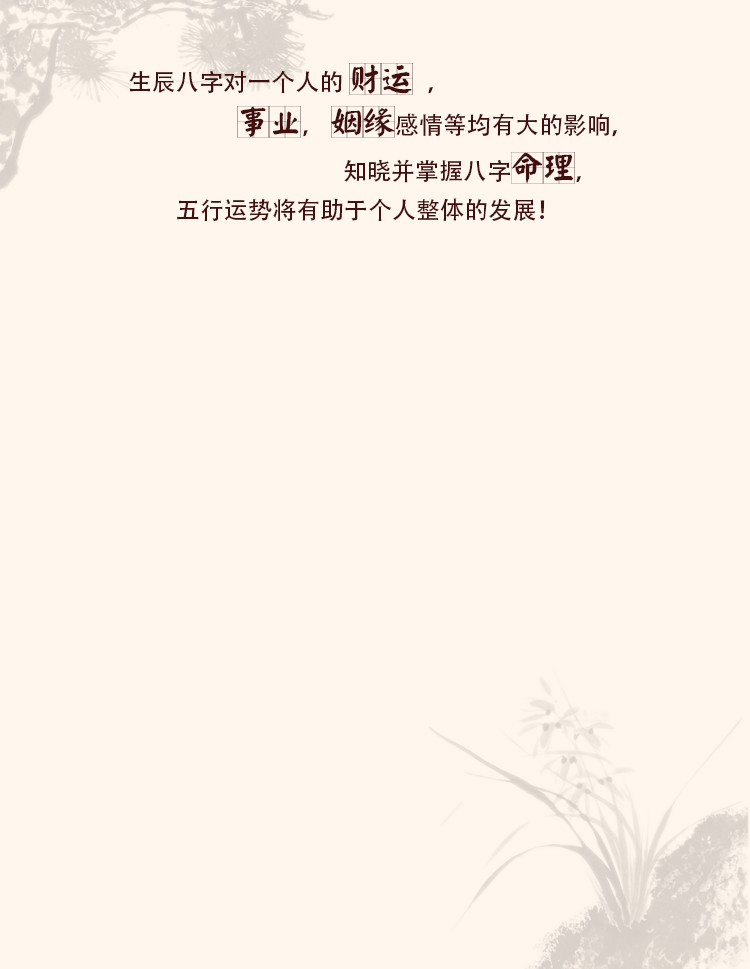 生辰八字对一个人的 财运 ，
事业, 姻缘感情等均有大的影响,
知晓并掌握八字命理,
五行运势将有助于个人整体的发展!